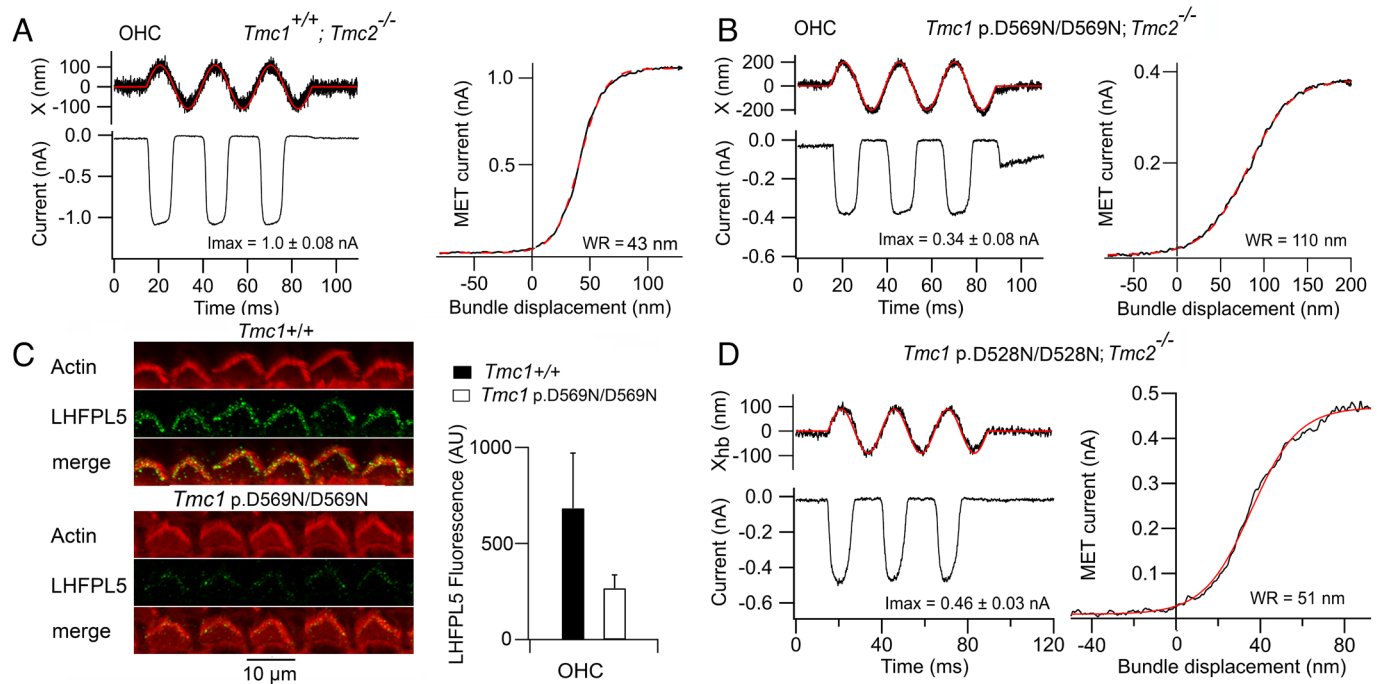 A
OHC
Tmc1+/+; Tmc2-/-
X (nm)
100
0
-100
Current (nA)
0.0
-0.5
-1.0
Imax = 1.0 ± 0.08 nA
0 20 40 60 80 100
Time (ms)
MET current (nA)
1.0
0.5
WR = 43 nm
-50 0 50 100
Bundle displacement (nm)
B
OHC
Tmc1 p.D569N/D569N; Tmc2-/-
X (nm)
200
0
-200
Current (nA)
0.0
-0.2
-0.4
-0.6
Imax = 0.34 ± 0.08 nA
0 20 40 60 80 100
Time (ms)
MET current (nA)
0.4
0.2
WR = 110 nm
-50 0 50 100 150 200
Bundle displacement (nm)
C
Tmc1+/+
Actin
LHFPL5
merge
Tmc1 p.D569N/D569N
Actin
LHFPL5
merge
10 µm
Tmc1+/+
Tmc1 p.D569N/D569N
LHFPL5 Fluorescence (AU)
1000
500
0
OHC
D
Tmc1 p.D528N/D528N; Tmc2-/-
Xhb (nm)
100
0
-100
Current (nA)
0.0
-0.2
-0.4
-0.6
Imax = 0.46 ± 0.03 nA
0 40 60 80 120
Time (ms)
MET current (nA)
0.5
0.4
0.3
0.2
0.1
WR = 51 nm
-40 0 40 80
Bundle displacement (nm)